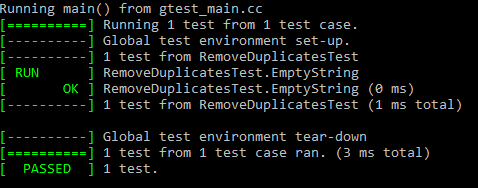 Running main() from gtest_main.cc
[==========] Running 1 test from 1 test case.
[----------] Global test environment set-up.
[----------] 1 test from RemoveDuplicatesTest
[ RUN      ] RemoveDuplicatesTest.EmptyString
[       OK ] RemoveDuplicatesTest.EmptyString (0 ms)
[----------] 1 test from RemoveDuplicatesTest (1 ms total)

[----------] Global test environment tear-down
[==========] 1 test from 1 test case ran. (3 ms total)
[  PASSED  ] 1 test.